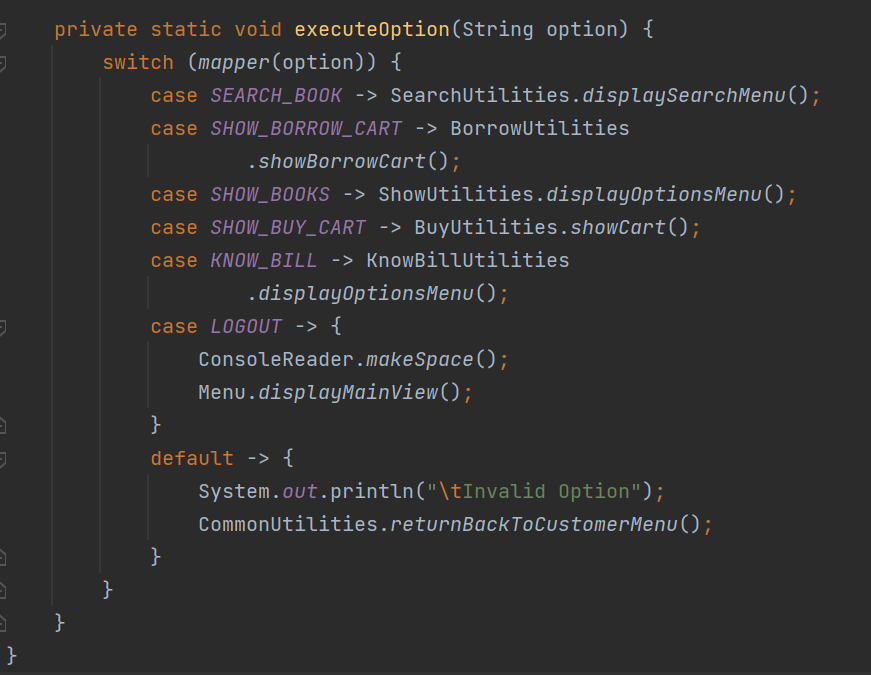 private static void executeOption(String option) {
switch (mapper(option)) {
case SEARCH_BOOK -> SearchUtilities.displaySearchMenu();
case SHOW_BORROW_CART -> BorrowUtilities
.showBorrowCart();
case SHOW_BOOKS -> ShowUtilities.displayOptionsMenu();
case SHOW_BUY_CART -> BuyUtilities.showCart();
case KNOW_BILL -> KnowBillUtilities
.displayOptionsMenu();
case LOGOUT -> {
ConsoleReader.makeSpace();
Menu.displayMainView();
}
default -> {
System.out.println("\tInvalid Option");
CommonUtilities.returnBackToCustomerMenu();
}
}
}
}